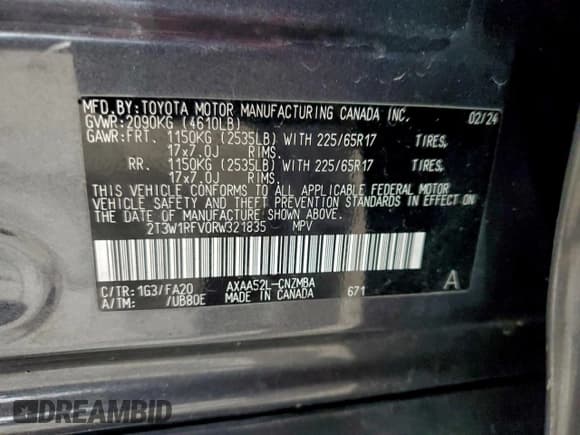 MFD. BY: TOYOTA MOTOR MANUFACTURING CANADA INC. 02/24
GVWR: 2090KG (4610LB)
GAWR: FRT. 1150KG (2535LB) WITH 225/65R17 TIRES,
17x7.0J RIMS.
RR. 1150KG (2535LB) WITH 225/65R17 TIRES,
17x7.0J RIMS.
THIS VEHICLE CONFORMS TO ALL APPLICABLE FEDERAL MOTOR
VEHICLE SAFETY AND THEFT PREVENTION STANDARDS IN EFFECT ON
THE DATE OF MANUFACTURE SHOWN ABOVE.
2T3W1RFV0RW321835 MPV
C/TR: 1G3/FA20 AXAA52L-CNZMBA A
A/TM: /UB80E MADE IN CANADA 671
DREAMBID